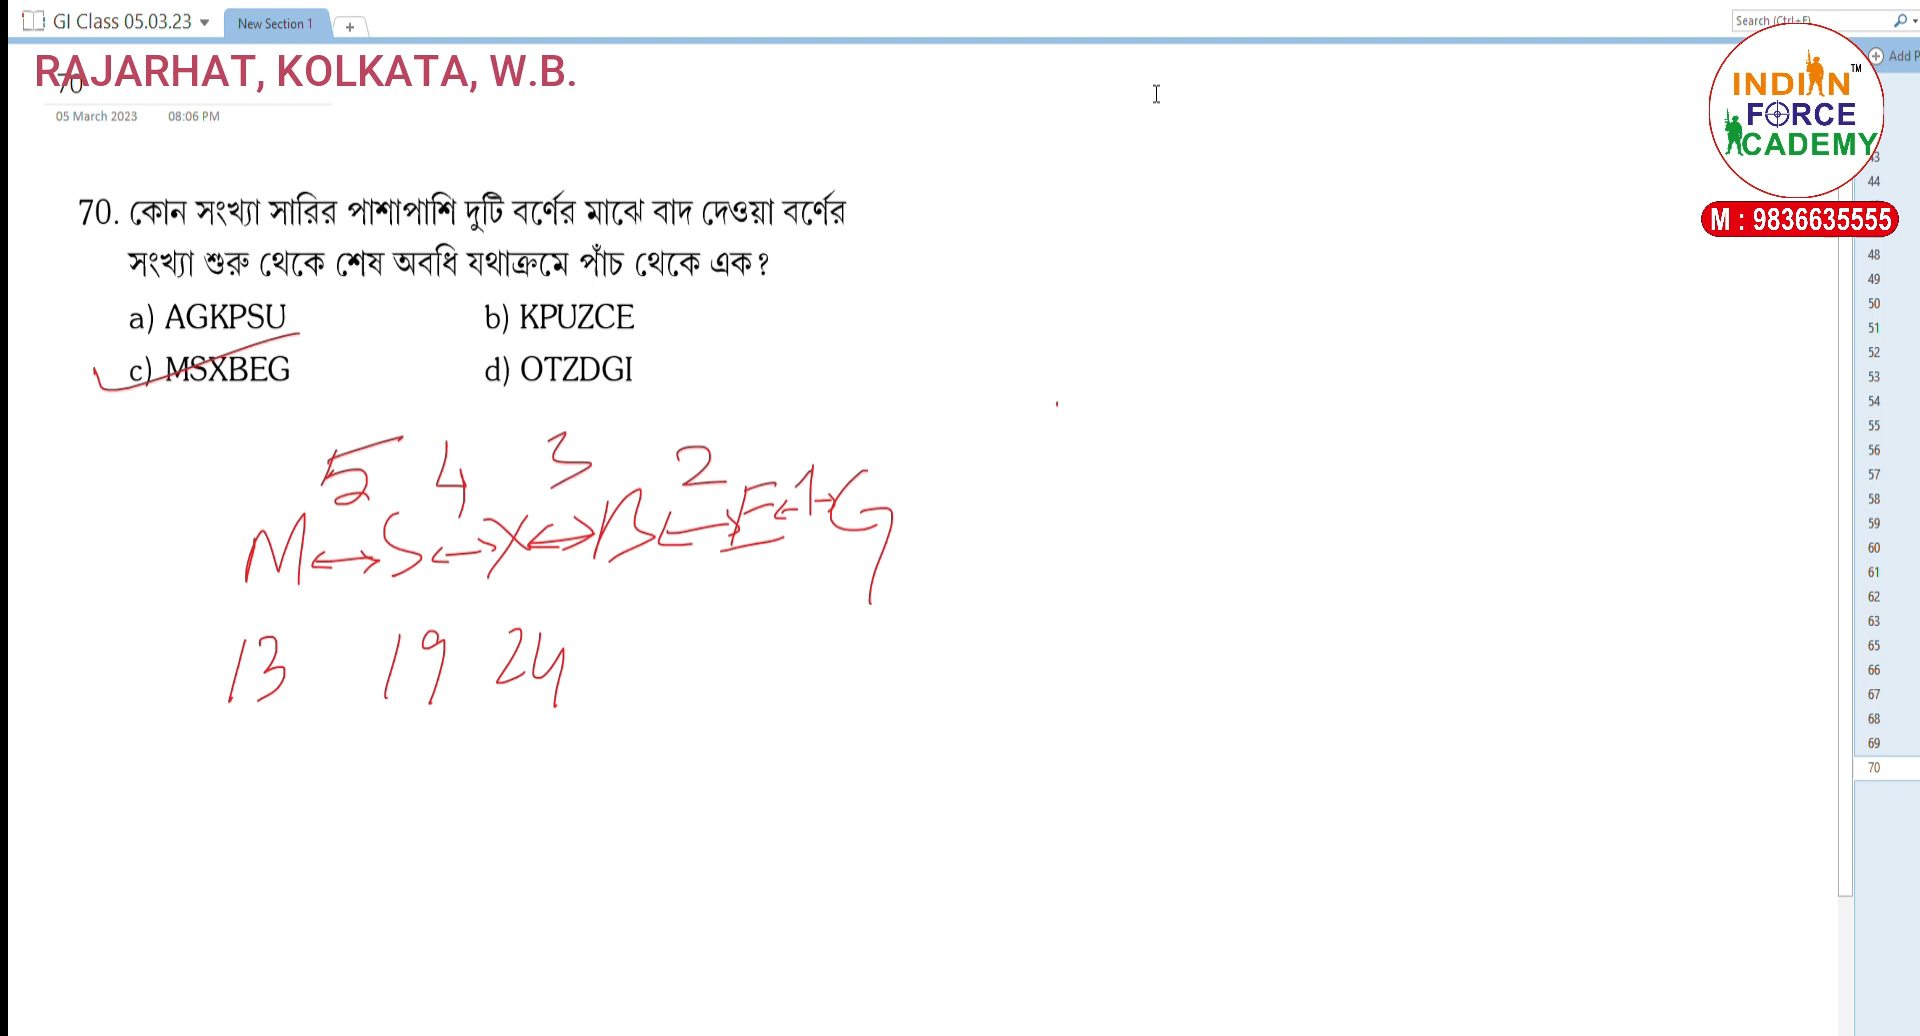 GI Class 05.03.23
New Section 1
+
Search (Ctrl+E)
RAJARHAT, KOLKATA, W.B.
70
05 March 2023 08:06 PM
INDIAN TM
FORCE
ACADEMY
M : 9836635555
Add P
70. কোন সংখ্যা সারির পাশাপাশি দুটি বর্ণের মাঝে বাদ দেওয়া বর্ণের
সংখ্যা শুরু থেকে শেষ অবধি যথাক্রমে পাঁচ থেকে এক?
a) AGKPSU b) KPUZCE
c) MSXBEG d) OTZDGI
5 4 3 2 1
M S X B E G
13 19 24
43
44
48
49
50
51
52
53
54
55
56
57
58
59
60
61
62
63
65
66
67
68
69
70